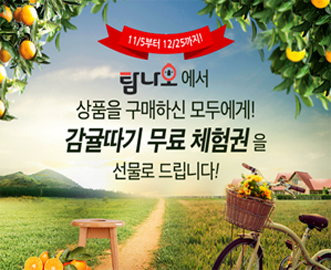 11/5부터 12/25까지!
탐나오에서
상품을 구매하신 모두에게!
감귤따기 무료 체험권을
선물로 드립니다!